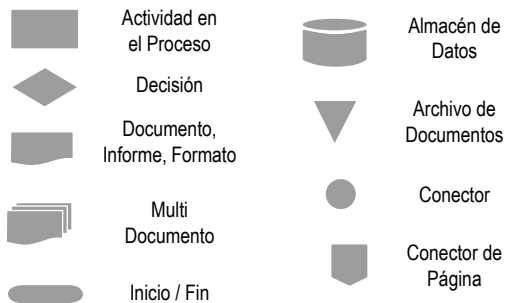 Actividad en
el Proceso
Decisión
Documento,
Informe, Formato
Multi
Documento
Inicio / Fin
Almacén de
Datos
Archivo de
Documentos
Conector
Conector de
Página